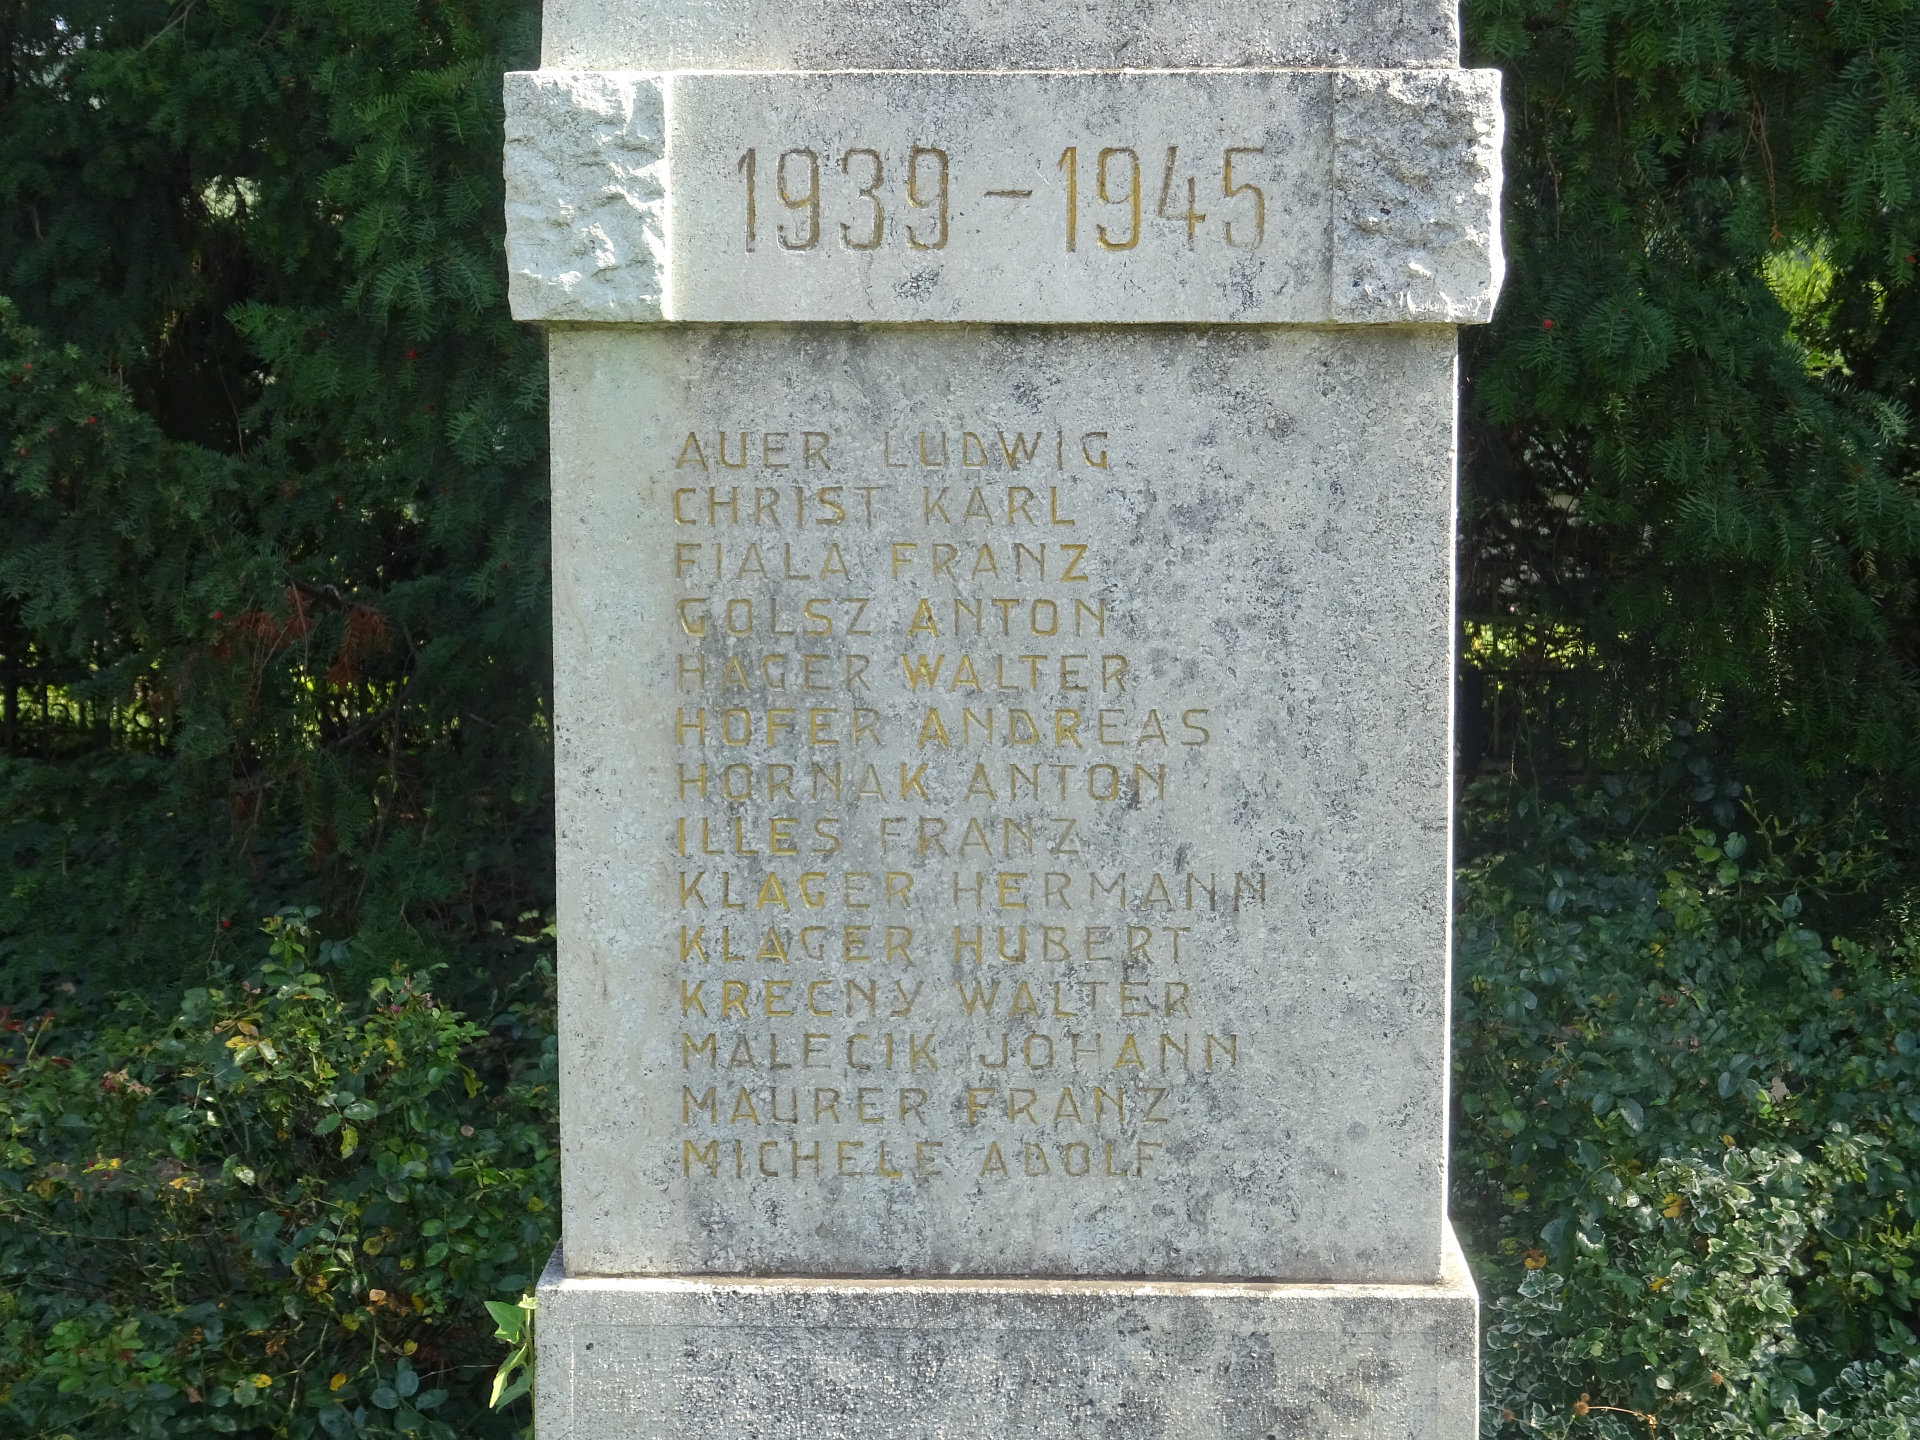 1939 - 1945
AUER LUDWIG
CHRIST KARL
FIALA FRANZ
GOLSZ ANTON
HAGER WALTER
HOFER ANDREAS
HORNAK ANTON
ILLES FRANZ
KLAGER HERMANN
KLAGER HUBERT
KRECNY WALTER
MALECIK JOHANN
MAURER FRANZ
MICHELE ADOLF